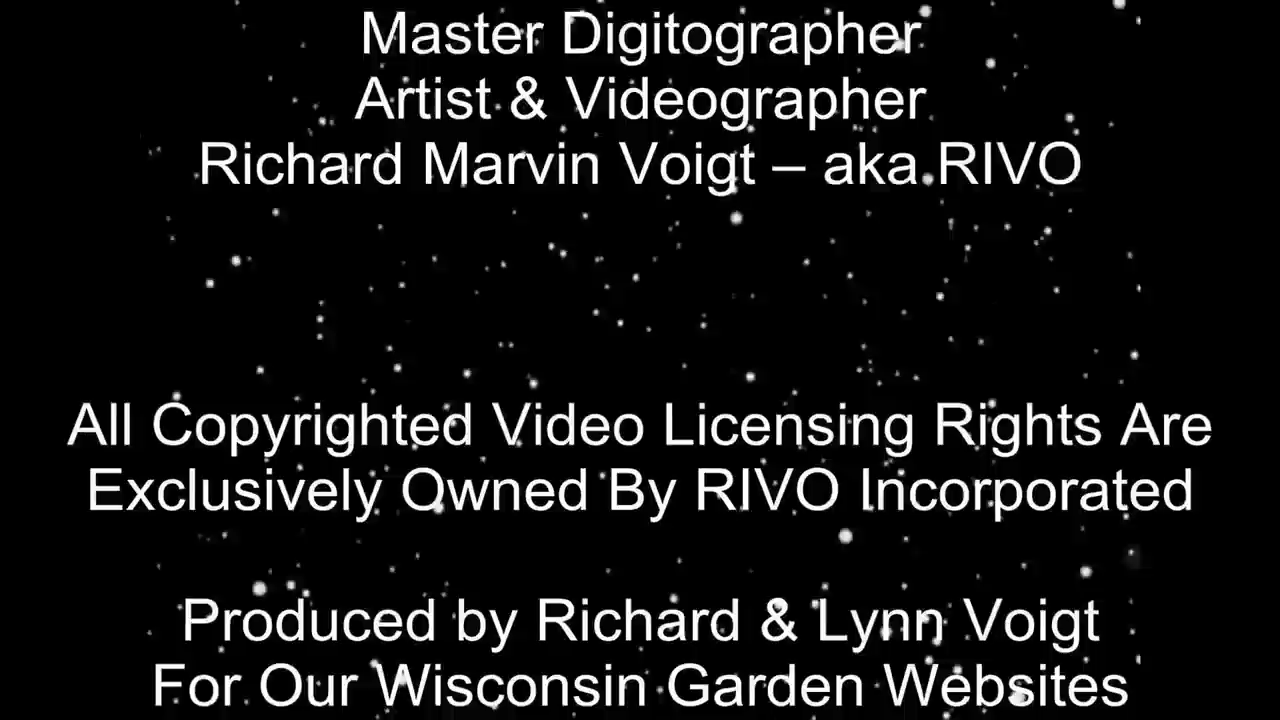 Master Digitographer
Artist & Videographer
Richard Marvin Voigt – aka RIVO
All Copyrighted Video Licensing Rights Are
Exclusively Owned By RIVO Incorporated
Produced by Richard & Lynn Voigt
For Our Wisconsin Garden Websites